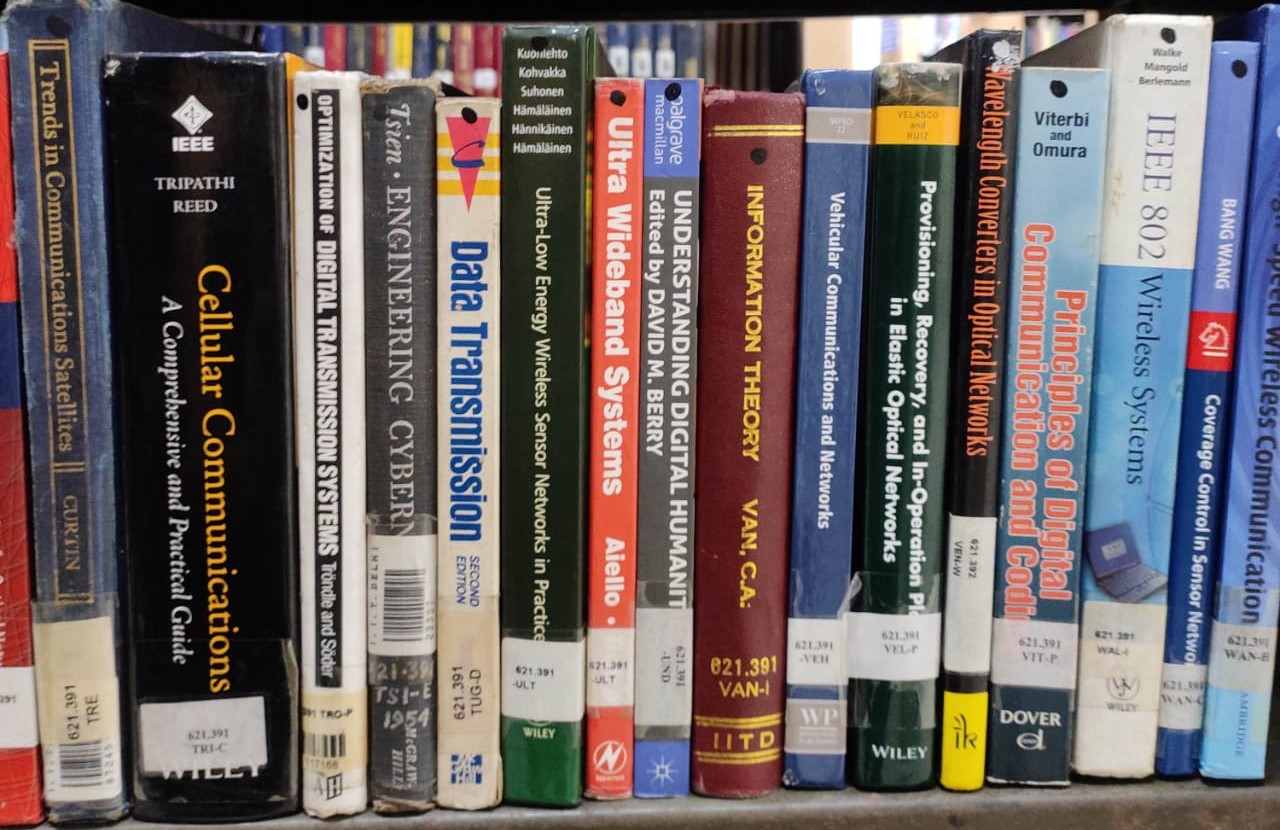 391
Trends in Communications Satellites
CURTIN
621.391
TRE
IEEE
TRIPATHI
REED
Cellular Communications
A Comprehensive and Practical Guide
621.391
TRI-C
WILEY
OPTIMIZATION OF DIGITAL TRANSMISSION SYSTEMS
Tröndle and Söder
391 TRO-P
117168
AH
Tsien · ENGINEERING CYBERN
621.391
TSI-E
1954
McGRAW-
HILL
Data Transmission
SECOND
EDITION
621.391
TUG-D
Kuorilehto
Kohvakka
Suhonen
Hämäläinen
Hännikäinen
Hämäläinen
Ultra-Low Energy Wireless Sensor Networks in Practice
621.391
-ULT
WILEY
Ultra Wideband Systems
Aiello •
621.391
-ULT
Newnes
palgrave
macmillan
UNDERSTANDING DIGITAL HUMANIT
Edited by DAVID M. BERRY
621.391
-UND
INFORMATION THEORY
VAN, C.A.
621.391
VAN-I
IITD
Vehicular Communications and Networks
621.391
-VEH
WP
VELASCO
and
RUIZ
Provisioning, Recovery, and In-Operation Pl
in Elastic Optical Networks
621.391
VEL-P
WILEY
Wavelength Converters in Optical Networks
621.392
VEN-W
Viterbi
and
Omura
Principles of Digital
Communication and Codi
621.391
VIT-P
DOVER
Walke
Mangold
Berlemann
IEEE 802 Wireless Systems
621.391
WAL-I
WILEY
BANG WANG
Coverage Control in Sensor Netwo
621.391
WAN-C
Wireless Communication
621.391
WAN-H
AMBRIDGE